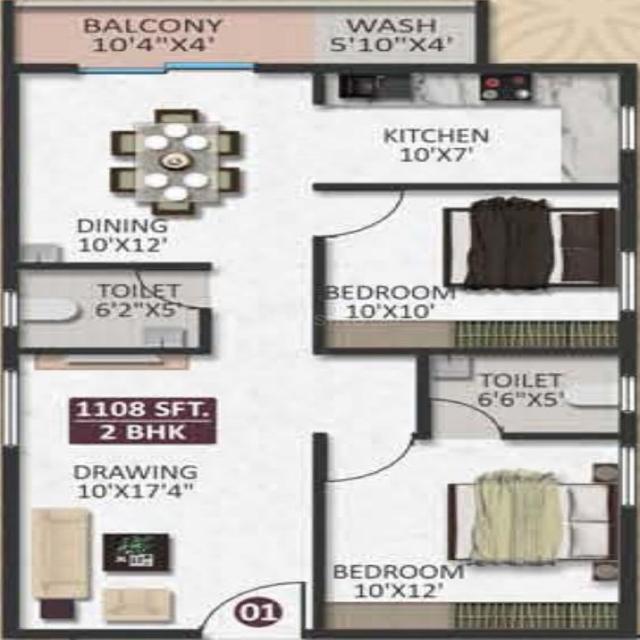 BALCONY
10'4"X4'
WASH
5'10"X4'
KITCHEN
10'X7'
DINING
10'X12'
TOILET
6'2"X5'
BEDROOM
10'X10'
TOILET
6'6"X5'
1108 SFT.
2 BHK
DRAWING
10'X17'4"
BEDROOM
10'X12'
01